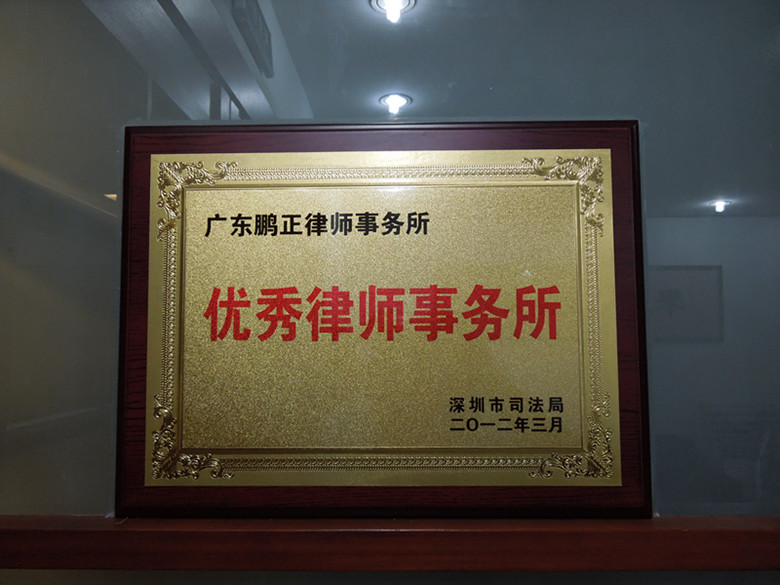 广东鹏正律师事务所
优秀律师事务所
深圳市司法局
二〇一二年三月